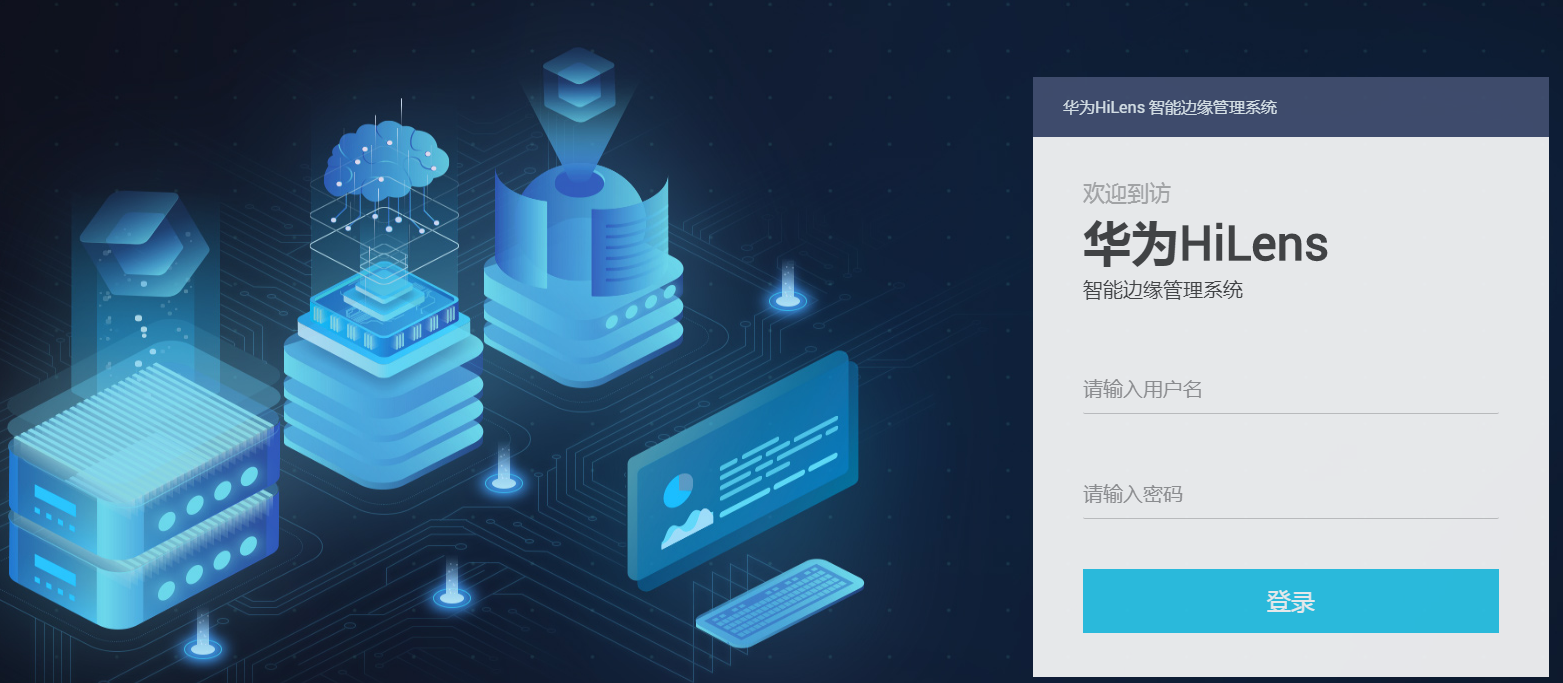 华为HiLens 智能边缘管理系统
欢迎到访
华为HiLens
智能边缘管理系统
请输入用户名
请输入密码
登录